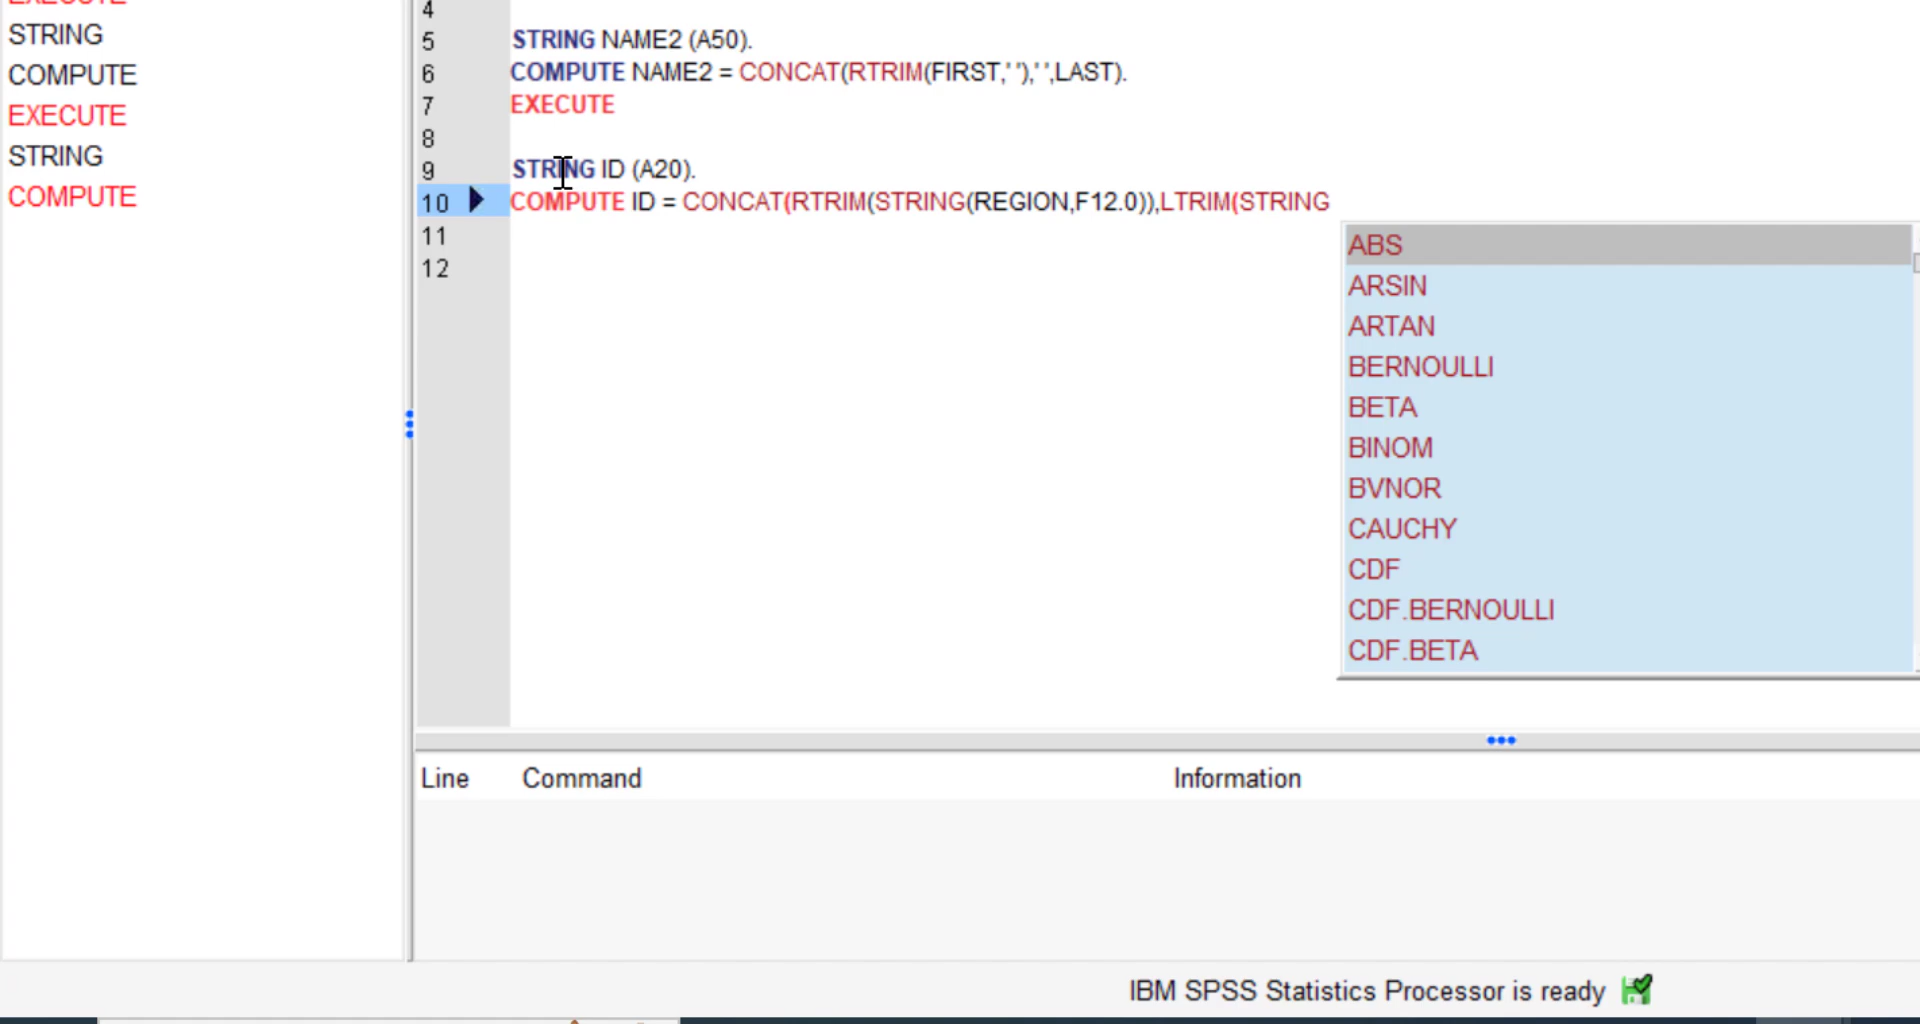 EXECUTE
STRING
COMPUTE
EXECUTE
STRING
COMPUTE
4
5 STRING NAME2 (A50).
6 COMPUTE NAME2 = CONCAT(RTRIM(FIRST,' '),' ',LAST).
7 EXECUTE
8
9 STRING ID (A20).
10 COMPUTE ID = CONCAT(RTRIM(STRING(REGION,F12.0)),LTRIM(STRING
11
12
ABS
ARSIN
ARTAN
BERNOULLI
BETA
BINOM
BVNOR
CAUCHY
CDF
CDF.BERNOULLI
CDF.BETA
Line Command Information
IBM SPSS Statistics Processor is ready